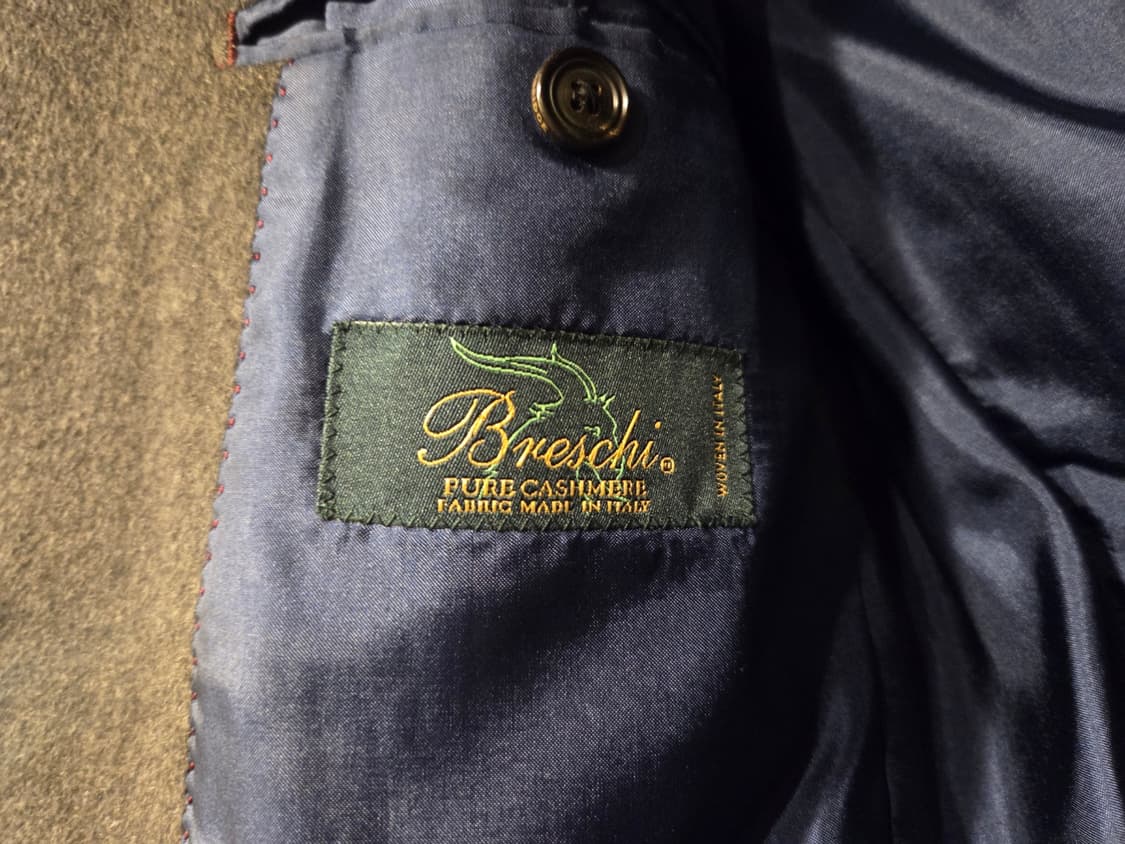 Breschi®
PURE CASHMERE
FABRIC MADE IN ITALY
WOVEN IN ITALY